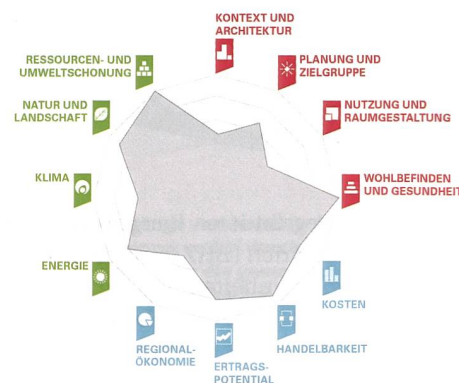 KONTEXT UND
ARCHITEKTUR
PLANUNG UND
ZIELGRUPPE
NUTZUNG UND
RAUMGESTALTUNG
WOHLBEFINDEN
UND GESUNDHEIT
KOSTEN
HANDELBARKEIT
ERTRAGS-
POTENTIAL
REGIONAL-
ÖKONOMIE
ENERGIE
KLIMA
NATUR UND
LANDSCHAFT
RESSOURCEN- UND
UMWELTSCHONUNG